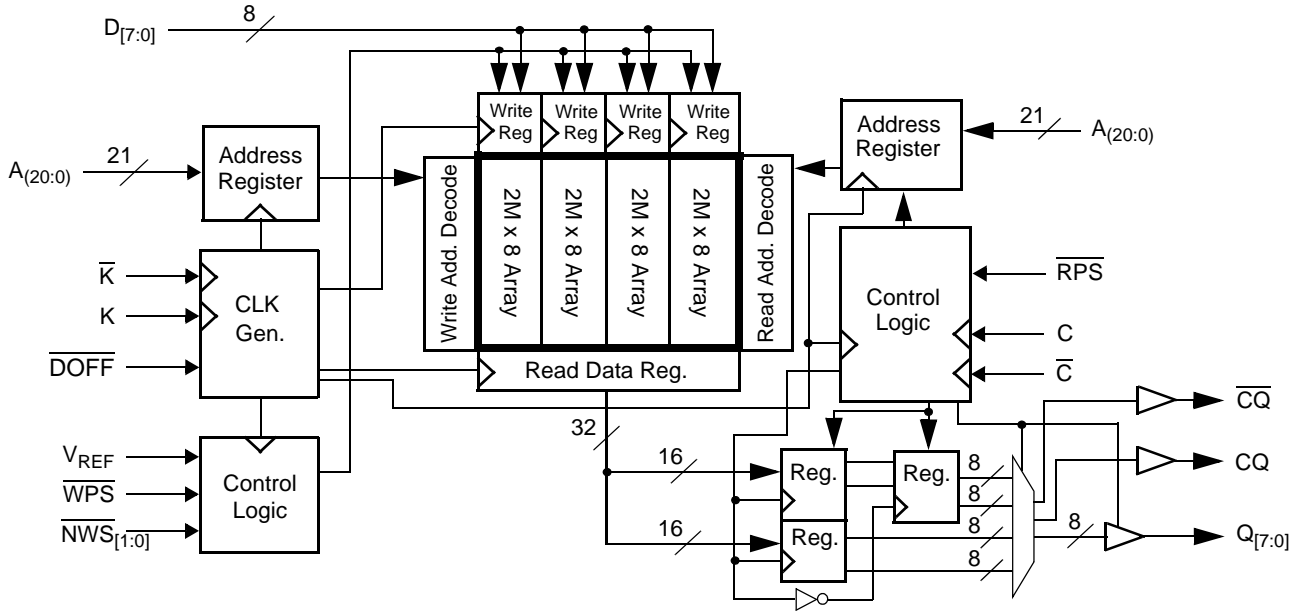 D[7:0]
8
Write Reg
Write Reg
Write Reg
Write Reg
A(20:0)
21
Address
Register
Write Add. Decode
2M x 8 Array
2M x 8 Array
2M x 8 Array
2M x 8 Array
Read Add. Decode
Address
Register
21
A(20:0)
K̅
K
DOFF
CLK
Gen.
Control
Logic
RPS
C
C̅
Read Data Reg.
VREF
WPS
NWS[1:0]
Control
Logic
32
16
16
Reg.
Reg.
Reg.
8
8
8
8
8
CQ
CQ
Q[7:0]